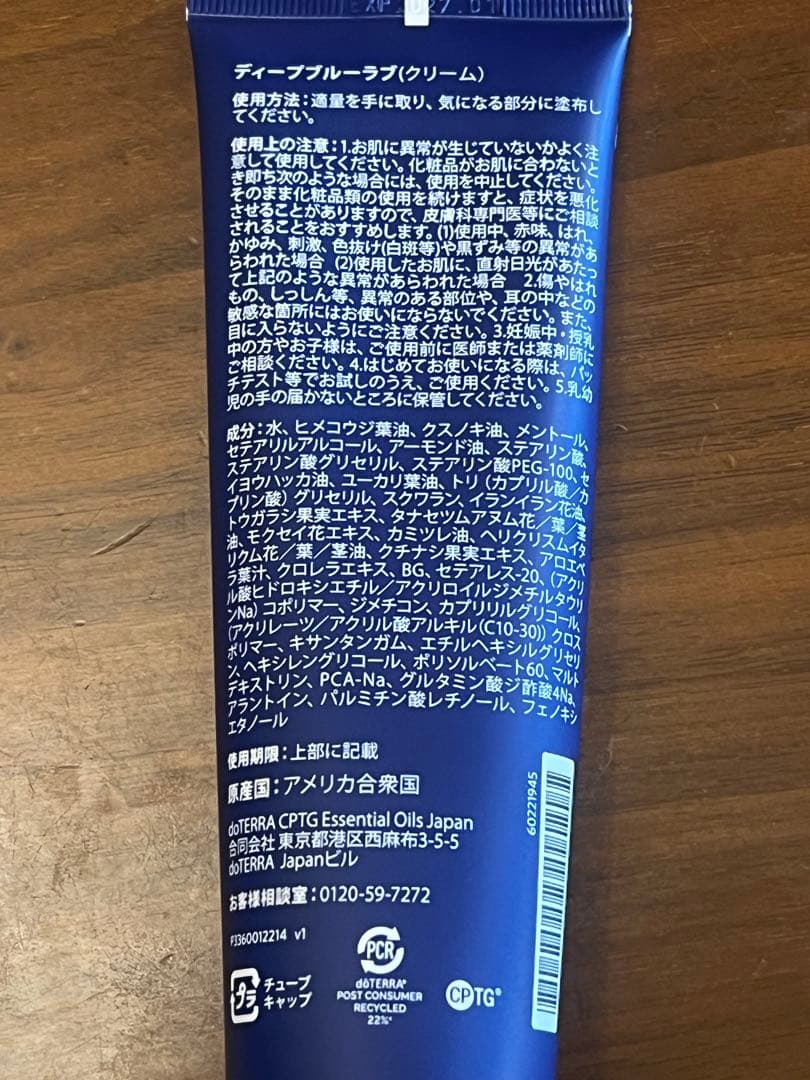 EXP.2027.01
ディープブルーラブ(クリーム)
使用方法:適量を手に取り、気になる部分に塗布し
てください。
使用上の注意:1.お肌に異常が生じていないかよく注
意して使用してください。化粧品がお肌に合わないと
き即ち次のような場合には、使用を中止してください。
そのまま化粧品類の使用を続けますと、症状を悪化
させることがありますので、皮膚科専門医等にご相談
されることをおすすめします。(1)使用中、赤味、はれ、
かゆみ、刺激、色抜け(白斑等)や黒ずみ等の異常があ
らわれた場合 (2)使用したお肌に、直射日光があたっ
て上記のような異常があらわれた場合 2.傷やはれ
もの、しっしん等、異常のある部位や、耳の中などの
敏感な箇所にはお使いにならないでください。また、
目に入らないようにご注意ください。3.妊娠中・授乳
中の方やお子様は、ご使用前に医師または薬剤師に
ご相談ください。4.はじめてお使いになる際は、パッ
チテスト等でお試しのうえ、ご使用ください。5.乳幼
児の手の届かないところに保管してください。
成分:水、ヒメコウジ葉油、クスノキ油、メントール、
セテアリルアルコール、アーモンド油、ステアリン酸、
ステアリン酸グリセリル、ステアリン酸PEG-100、セ
イヨウハッカ油、ユーカリ葉油、トリ(カプリル酸/カ
プリン酸)グリセリル、スクワラン、イランイラン花油、
トウガラシ果実エキス、タナセツムアヌム花/葉/茎
油、モクセイ花エキス、カミツレ油、ヘリクリスムイタ
リクム花/葉/茎油、クチナシ果実エキス、アロエベ
ラ葉汁、クロレラエキス、BG、セテアレス-20、(アクリ
ル酸ヒドロキシエチル/アクリロイルジメチルタウリ
ンNa)コポリマー、ジメチコン、カプリリルグリコール、
(アクリレーツ/アクリル酸アルキル(C10-30))クロス
ポリマー、キサンタンガム、エチルヘキシルグリセリ
ン、ヘキシレングリコール、ポリソルベート60、マルト
デキストリン、PCA-Na、グルタミン酸ジ酢酸4Na、
アラントイン、パルミチン酸レチノール、フェノキシ
エタノール
使用期限:上部に記載
原産国:アメリカ合衆国
doTERRA CPTG Essential Oils Japan
合同会社 東京都港区西麻布3-5-5
doTERRA Japanビル
お客様相談室:0120-59-7272
P3360012214 v1
プラ
チューブ
キャップ
PCR
dōTERRA®
POST CONSUMER
RECYCLED
22%*
CPTG®
60221945